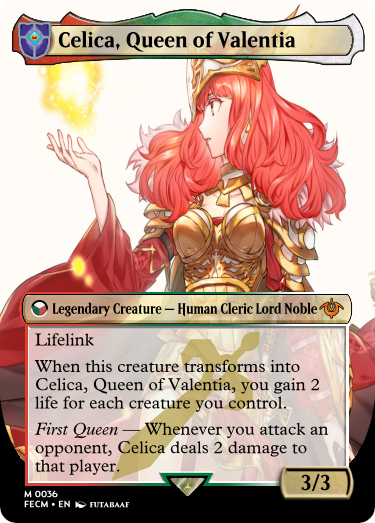 Celica, Queen of Valentia
Legendary Creature — Human Cleric Lord Noble
Lifelink
When this creature transforms into
Celica, Queen of Valentia, you gain 2
life for each creature you control.
First Queen — Whenever you attack an
opponent, Celica deals 2 damage to
that player.
3/3
M 0036
FECM • EN FUTABAAF